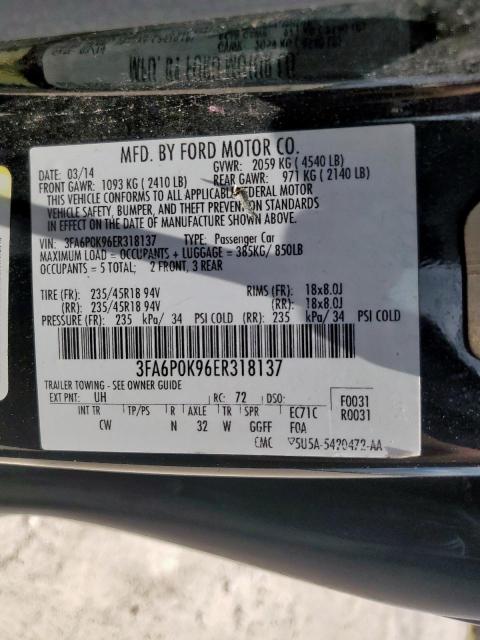 MFD. BY FORD MOTOR CO.
DATE: 03/14 GVWR: 2059 KG (4540 LB)
FRONT GAWR: 1093 KG (2410 LB) REAR GAWR: 971 KG (2140 LB)
THIS VEHICLE CONFORMS TO ALL APPLICABLE FEDERAL MOTOR
VEHICLE SAFETY, BUMPER, AND THEFT PREVENTION STANDARDS
IN EFFECT ON THE DATE OF MANUFACTURE SHOWN ABOVE.
VIN: 3FA6P0K96ER318137 TYPE: Passenger Car
MAXIMUM LOAD = OCCUPANTS + LUGGAGE = 385KG/ 850LB
OCCUPANTS = 5 TOTAL; 2 FRONT, 3 REAR
TIRE (FR): 235/45R18 94V RIMS (FR): 18x8.0J
(RR): 235/45R18 94V (RR): 18x8.0J
PRESSURE (FR): 235 kPa/ 34 PSI COLD (RR): 235 kPa/ 34 PSI COLD
3FA6P0K96ER318137
TRAILER TOWING - SEE OWNER GUIDE
EXT PNT: UH RC: 72 DSO: F0031
INT TR TP/PS R AXLE TR SPR EC71C R0031
CW N 32 W GGFF FOA
CMC 5U5A-5420472-AA